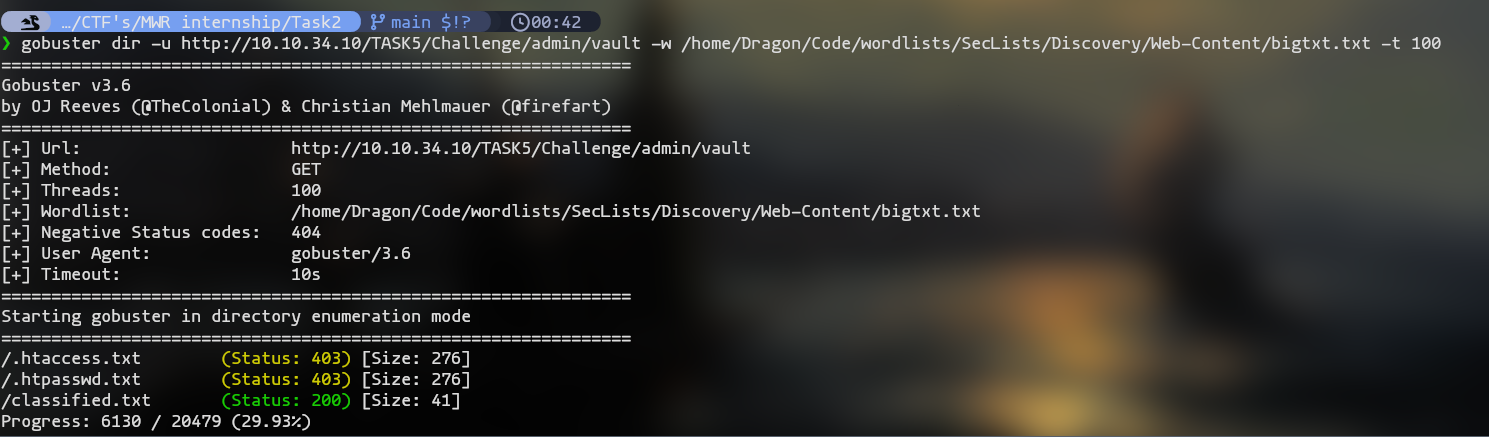 …/CTF's/MWR internship/Task2 main $!? 00:42
❯ gobuster dir -u http://10.10.34.10/TASK5/Challenge/admin/vault -w /home/Dragon/Code/wordlists/SecLists/Discovery/Web-Content/bigtxt.txt -t 100
===============================================================
Gobuster v3.6
by OJ Reeves (@TheColonial) & Christian Mehlmauer (@firefart)
===============================================================
[+] Url: http://10.10.34.10/TASK5/Challenge/admin/vault
[+] Method: GET
[+] Threads: 100
[+] Wordlist: /home/Dragon/Code/wordlists/SecLists/Discovery/Web-Content/bigtxt.txt
[+] Negative Status codes: 404
[+] User Agent: gobuster/3.6
[+] Timeout: 10s
===============================================================
Starting gobuster in directory enumeration mode
===============================================================
/.htaccess.txt (Status: 403) [Size: 276]
/.htpasswd.txt (Status: 403) [Size: 276]
/classified.txt (Status: 200) [Size: 41]
Progress: 6130 / 20479 (29.93%)